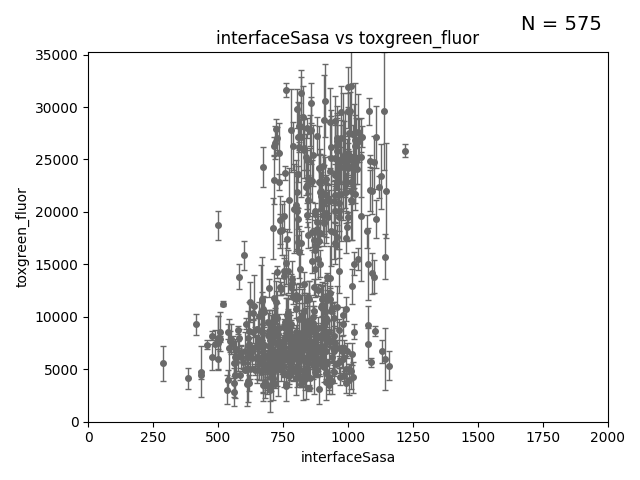 N = 575
interfaceSasa vs toxgreen_fluor
35000
30000
25000
20000
15000
10000
5000
0
toxgreen_fluor
0 250 500 750 1000 1250 1500 1750 2000
interfaceSasa